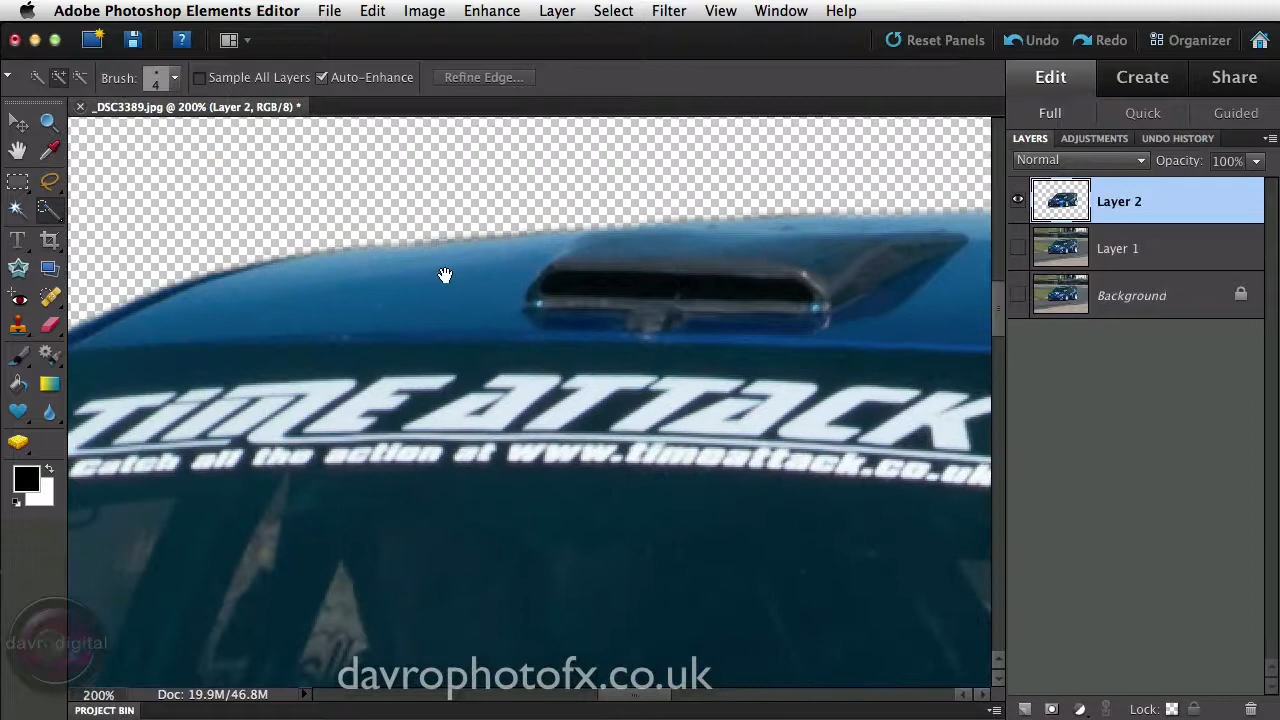 Adobe Photoshop Elements Editor File Edit Image Enhance Layer Select Filter View Window Help
Reset Panels Undo Redo Organizer
Brush: 4 Sample All Layers Auto-Enhance Refine Edge... Edit Create Share
_DSC3389.jpg @ 200% (Layer 2, RGB/8) * Full Quick Guided
LAYERS ADJUSTMENTS UNDO HISTORY
Normal Opacity: 100%
Layer 2
Layer 1
Background
TIME ATTACK
Catch all the action at www.timeattack.co.uk
davrodigital
davrophotofx.co.uk
200% Doc: 19.9M/46.8M
PROJECT BIN Lock: